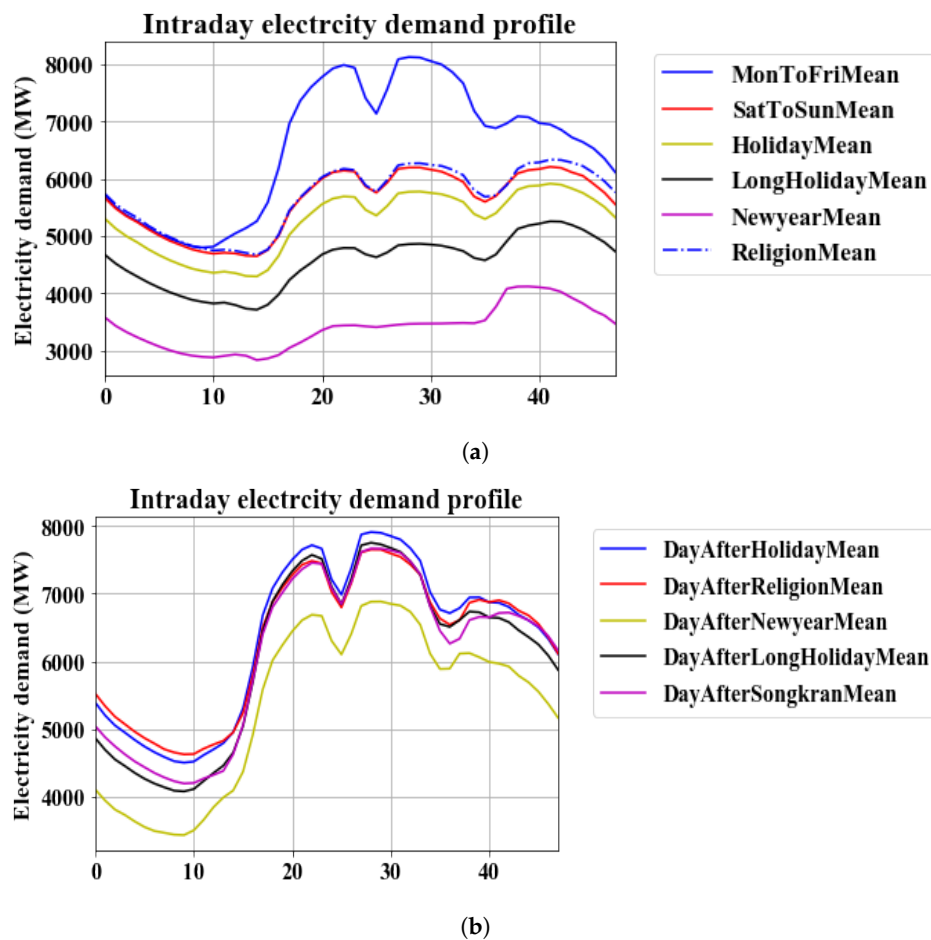 Intraday electrcity demand profile
Electricity demand (MW)
8000
7000
6000
5000
4000
3000
0 10 20 30 40
MonToFriMean
SatToSunMean
HolidayMean
LongHolidayMean
NewyearMean
ReligionMean
(a)
Intraday electrcity demand profile
Electricity demand (MW)
8000
7000
6000
5000
4000
0 10 20 30 40
DayAfterHolidayMean
DayAfterReligionMean
DayAfterNewyearMean
DayAfterLongHolidayMean
DayAfterSongkranMean
(b)